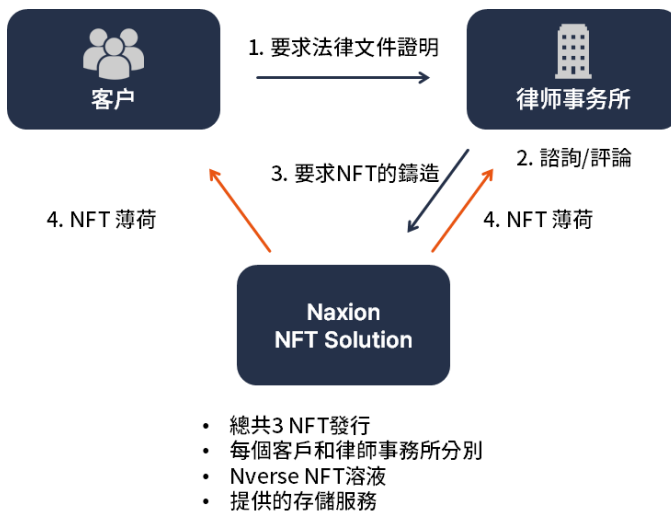 1. 要求法律文件證明
客户
律师事务所
2. 諮詢/評論
3. 要求NFT的鑄造
4. NFT 薄荷
4. NFT 薄荷
Naxion
NFT Solution
• 總共3 NFT發行
• 每個客戶和律師事務所分別
• Nverse NFT溶液
• 提供的存儲服務